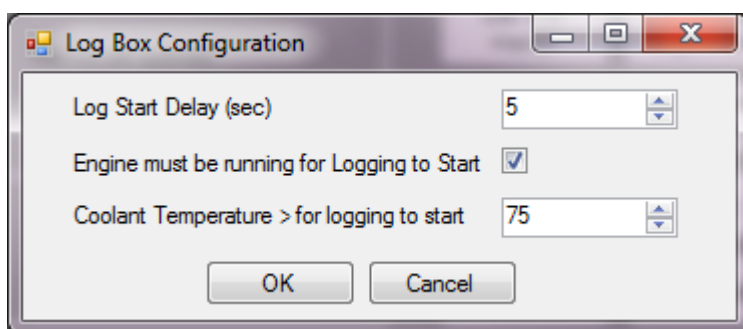 Log Box Configuration
Log Start Delay (sec) 5
Engine must be running for Logging to Start
Coolant Temperature > for logging to start 75
OK Cancel